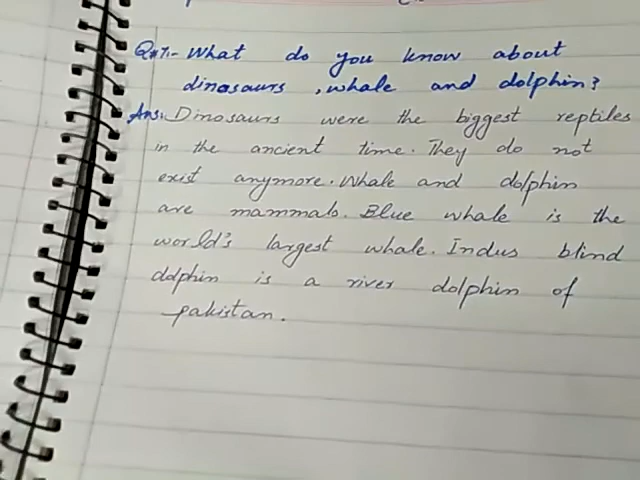 Q#7:- What do you know about
dinosaurs , whale and dolphin?
Ans: Dinosaurs were the biggest reptiles
in the ancient time. They do not
exist anymore. Whale and dolphin
are mammals. Blue whale is the
world's largest whale. Indus blind
dolphin is a river dolphin of
pakistan.